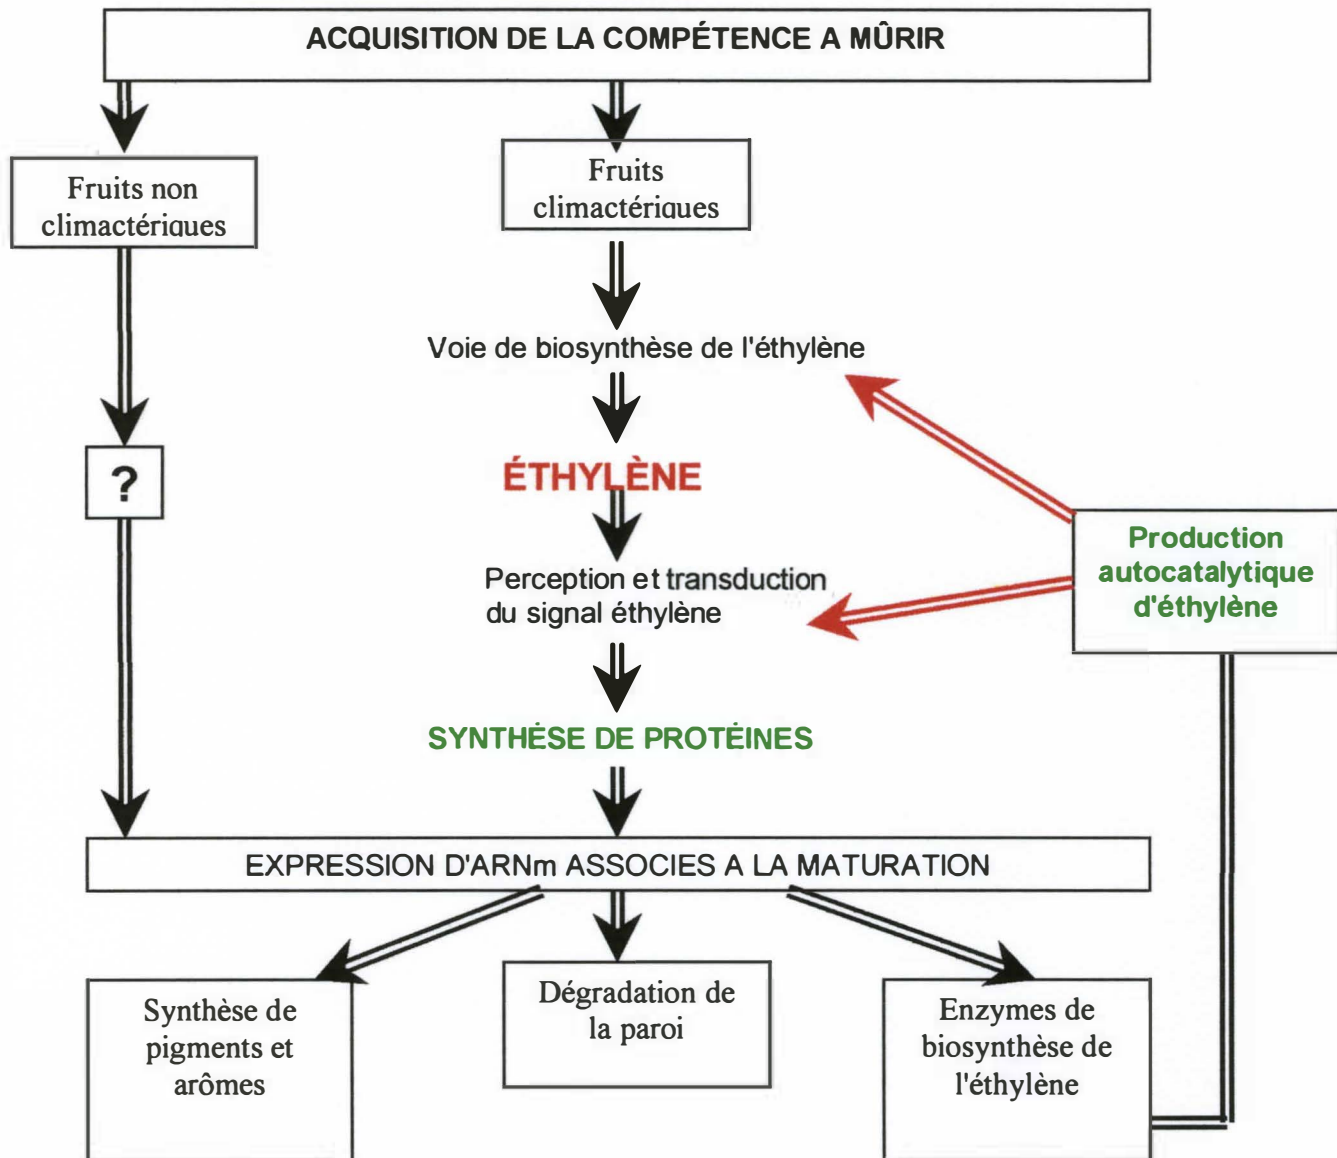 ACQUISITION DE LA COMPÉTENCE A MÛRIR
Fruits non
climactériques
Fruits
climactériques
Voie de biosynthèse de l'éthylène
ÉTHYLÈNE
?
Production
autocatalytique
d'éthylène
Perception et transduction
du signal éthylène
SYNTHÈSE DE PROTÉINES
EXPRESSION D'ARNm ASSOCIES A LA MATURATION
Synthèse de
pigments et
arômes
Dégradation de
la paroi
Enzymes de
biosynthèse de
l'éthylène